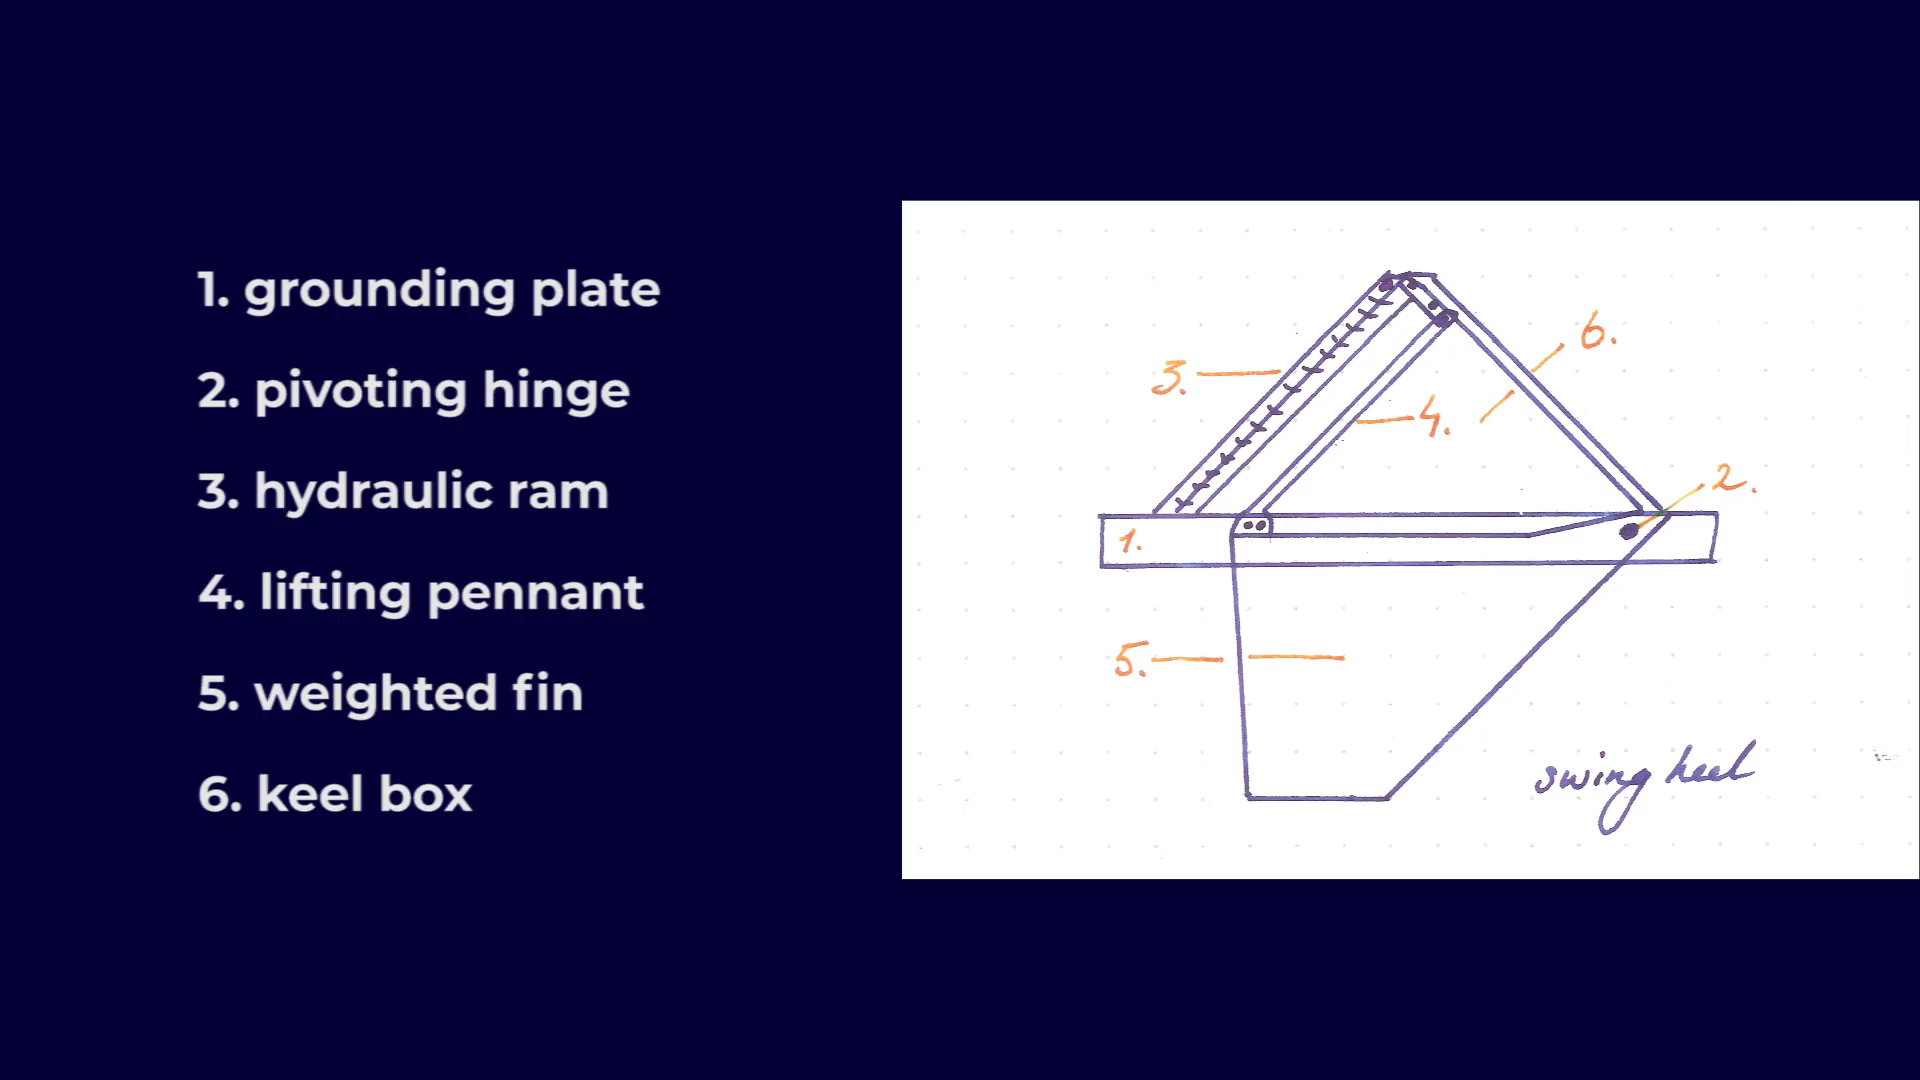 1. grounding plate
2. pivoting hinge
3. hydraulic ram
4. lifting pennant
5. weighted fin
6. keel box
6.
3.
4.
2.
1.
5.
swing keel